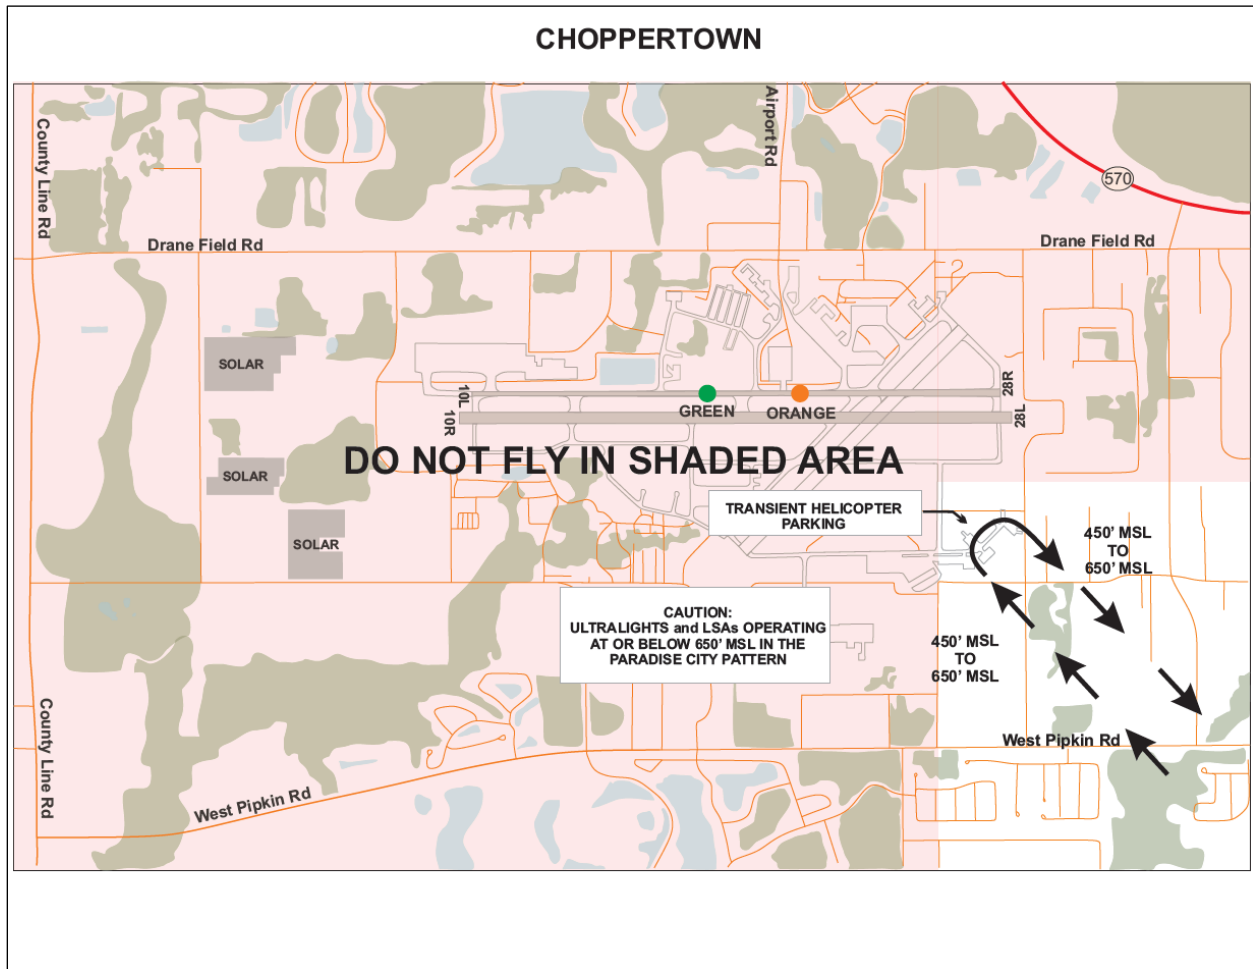 CHOPPERTOWN
County Line Rd
Airport Rd
570
Drane Field Rd
Drane Field Rd
SOLAR
10L
28R
GREEN
ORANGE
10R
28L
DO NOT FLY IN SHADED AREA
SOLAR
TRANSIENT HELICOPTER
PARKING
SOLAR
450' MSL
TO
650' MSL
CAUTION:
ULTRALIGHTS and LSAs OPERATING
AT OR BELOW 650' MSL IN THE
PARADISE CITY PATTERN
450' MSL
TO
650' MSL
County Line Rd
West Pipkin Rd
West Pipkin Rd